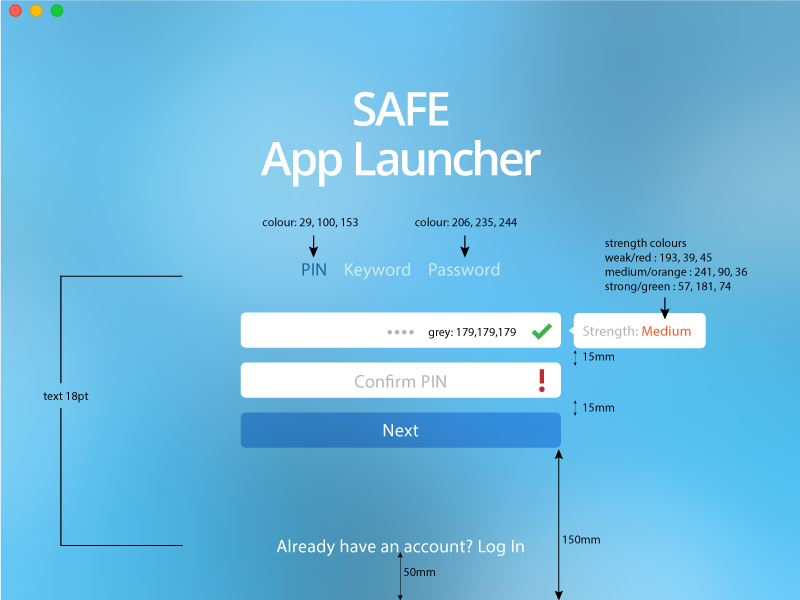 SAFE
App Launcher
colour: 29, 100, 153
colour: 206, 235, 244
strength colours
weak/red : 193, 39, 45
medium/orange : 241, 90, 36
strong/green : 57, 181, 74
PIN Keyword Password
grey: 179,179,179
Strength: Medium
15mm
Confirm PIN
text 18pt
15mm
Next
150mm
Already have an account? Log In
50mm